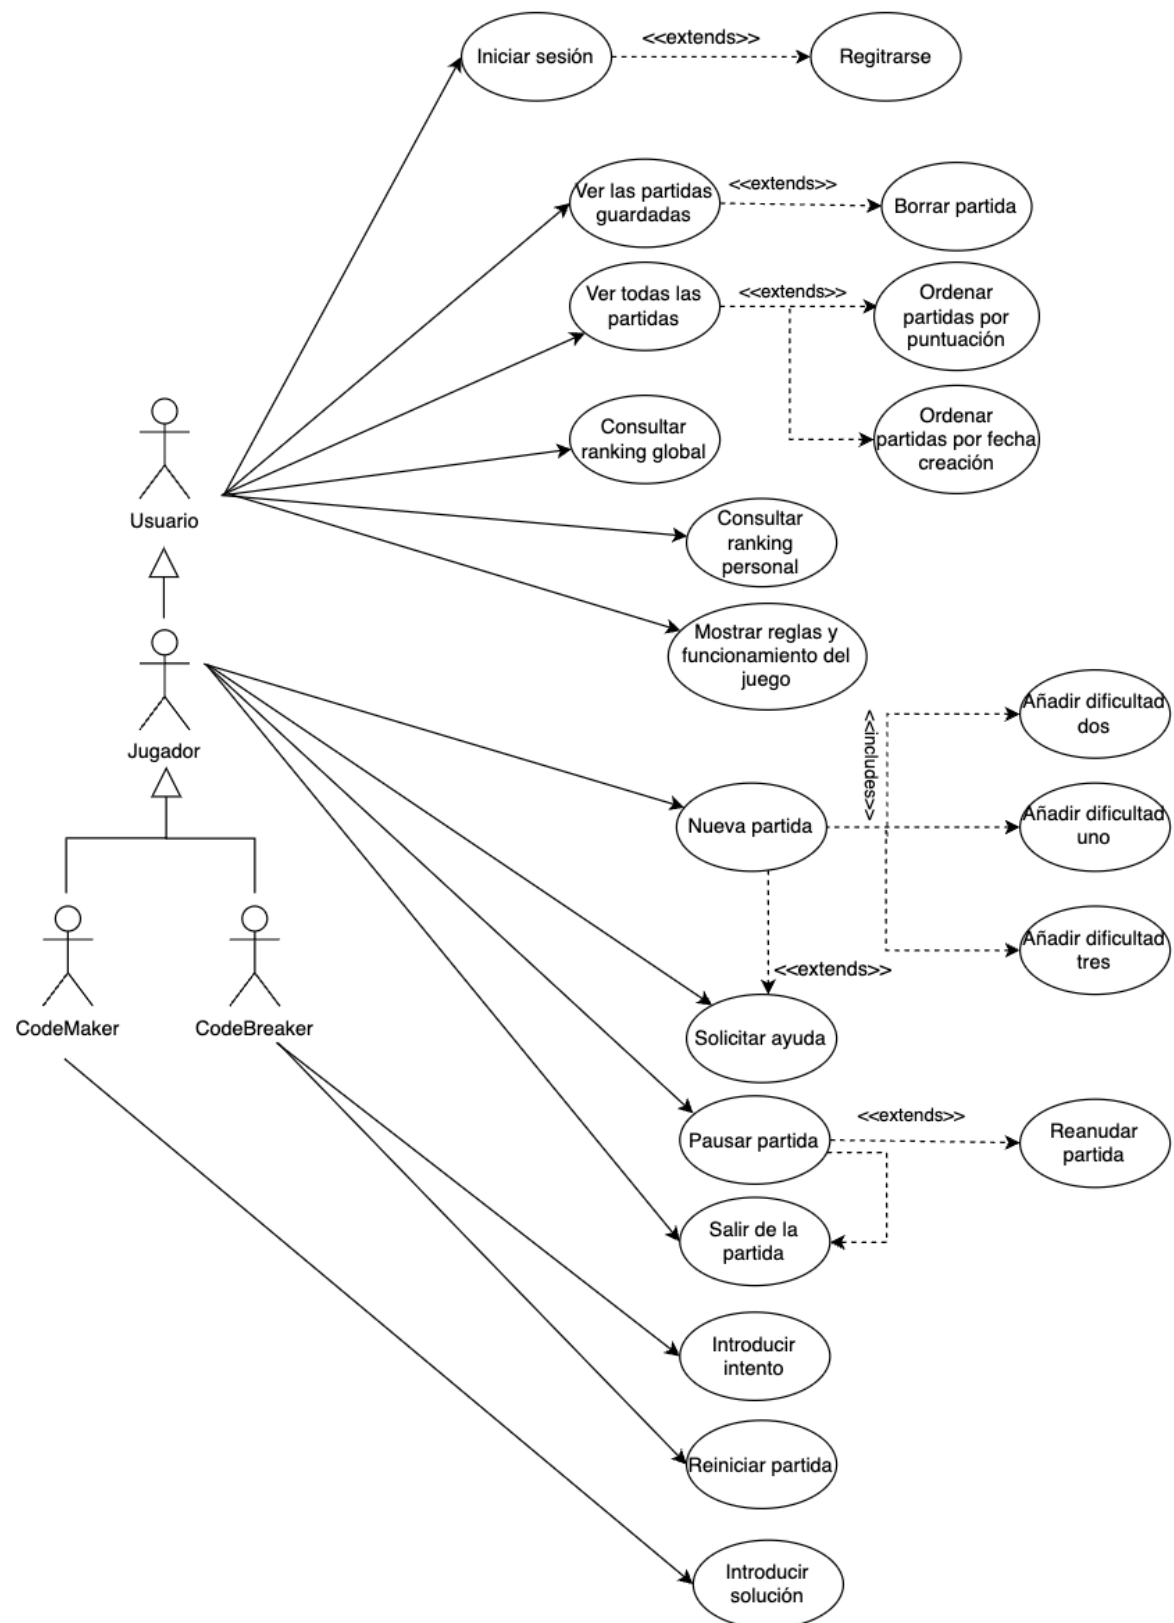 Iniciar sesión
<<extends>>
Regitrarse
Ver las partidas
guardadas
<<extends>>
Borrar partida
Ver todas las
partidas
<<extends>>
Ordenar
partidas por
puntuación
Ordenar
partidas por fecha
creación
Consultar
ranking global
Usuario
Consultar
ranking
personal
Mostrar reglas y
funcionamiento del
juego
Jugador
Nueva partida
<<includes>>
Añadir dificultad
dos
Añadir dificultad
uno
Añadir dificultad
tres
<<extends>>
CodeMaker
CodeBreaker
Solicitar ayuda
Pausar partida
<<extends>>
Reanudar
partida
Salir de la
partida
Introducir
intento
Reiniciar partida
Introducir
solución